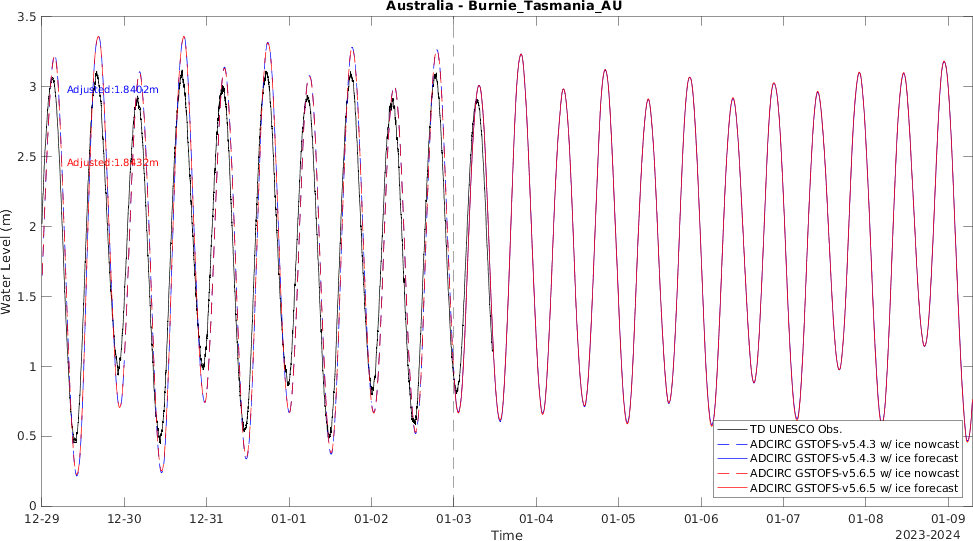 Australia - Burnie_Tasmania_AU
3.5
3
2.5
2
1.5
1
0.5
0
Water Level (m)
Adjusted:1.8402m
Adjusted:1.8432m
TD UNESCO Obs.
ADCIRC GSTOFS-v5.4.3 w/ ice nowcast
ADCIRC GSTOFS-v5.4.3 w/ ice forecast
ADCIRC GSTOFS-v5.6.5 w/ ice nowcast
ADCIRC GSTOFS-v5.6.5 w/ ice forecast
12-29 12-30 12-31 01-01 01-02 01-03 01-04 01-05 01-06 01-07 01-08 01-09
Time
2023-2024